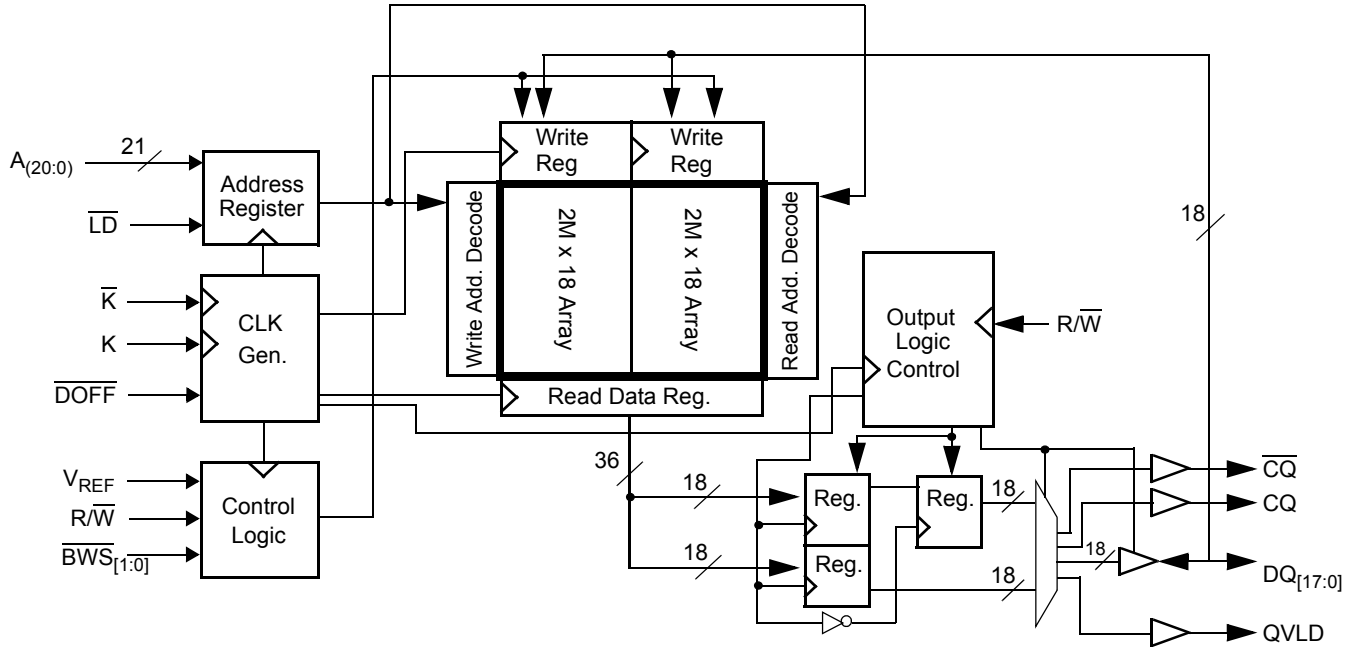 21
A(20:0)
Address
Register
LD
K
K
CLK
Gen.
DOFF
VREF
R/W
BWS[1:0]
Control
Logic
Write
Reg
Write
Reg
Write Add. Decode
2M x 18 Array
2M x 18 Array
Read Add. Decode
Read Data Reg.
36
18
18
Output
Logic
Control
R/W
18
Reg.
Reg.
Reg.
18
18
18
CQ
CQ
DQ[17:0]
QVLD